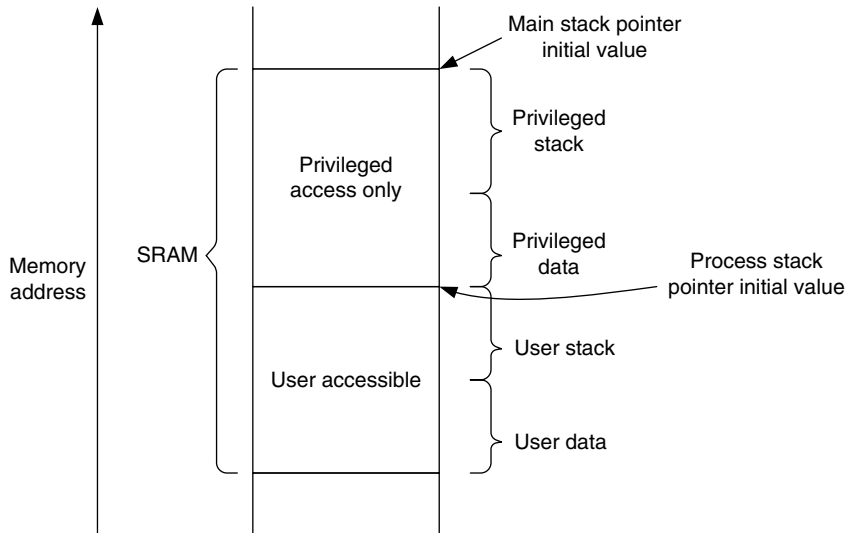 Main stack pointer
initial value
Privileged
stack
Privileged
access only
SRAM
Privileged
data
Memory
address
Process stack
pointer initial value
User stack
User accessible
User data